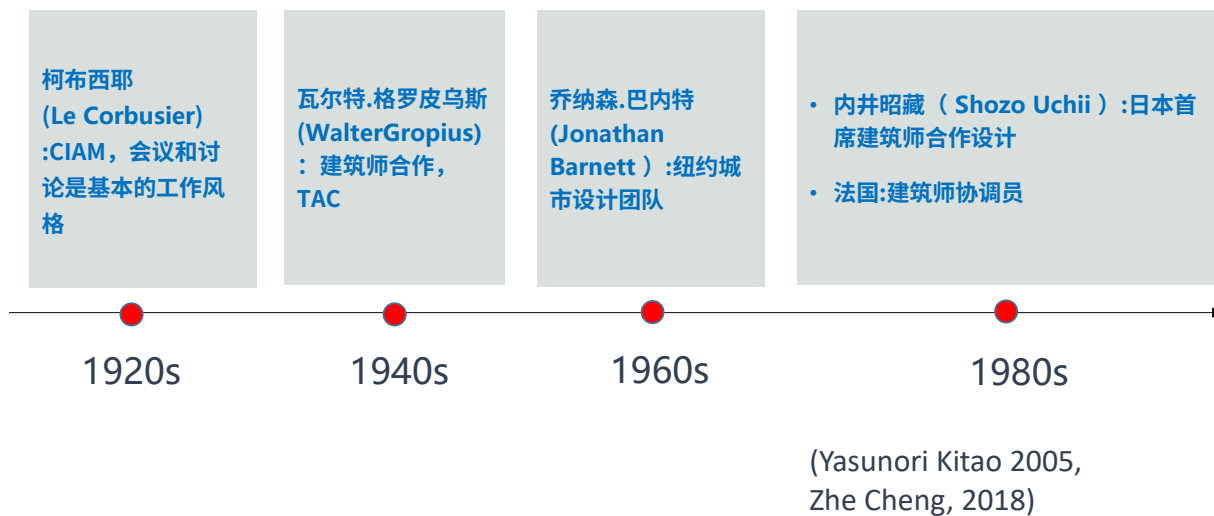 柯布西耶
(Le Corbusier)
:CIAM，会议和讨
论是基本的工作风
格
瓦尔特.格罗皮乌斯
(WalterGropius)
：建筑师合作，
TAC
乔纳森.巴内特
(Jonathan
Barnett ）:纽约城
市设计团队
• 内井昭藏（ Shozo Uchii ）:日本首
席建筑师合作设计
• 法国:建筑师协调员
1920s
1940s
1960s
1980s
(Yasunori Kitao 2005,
Zhe Cheng, 2018)